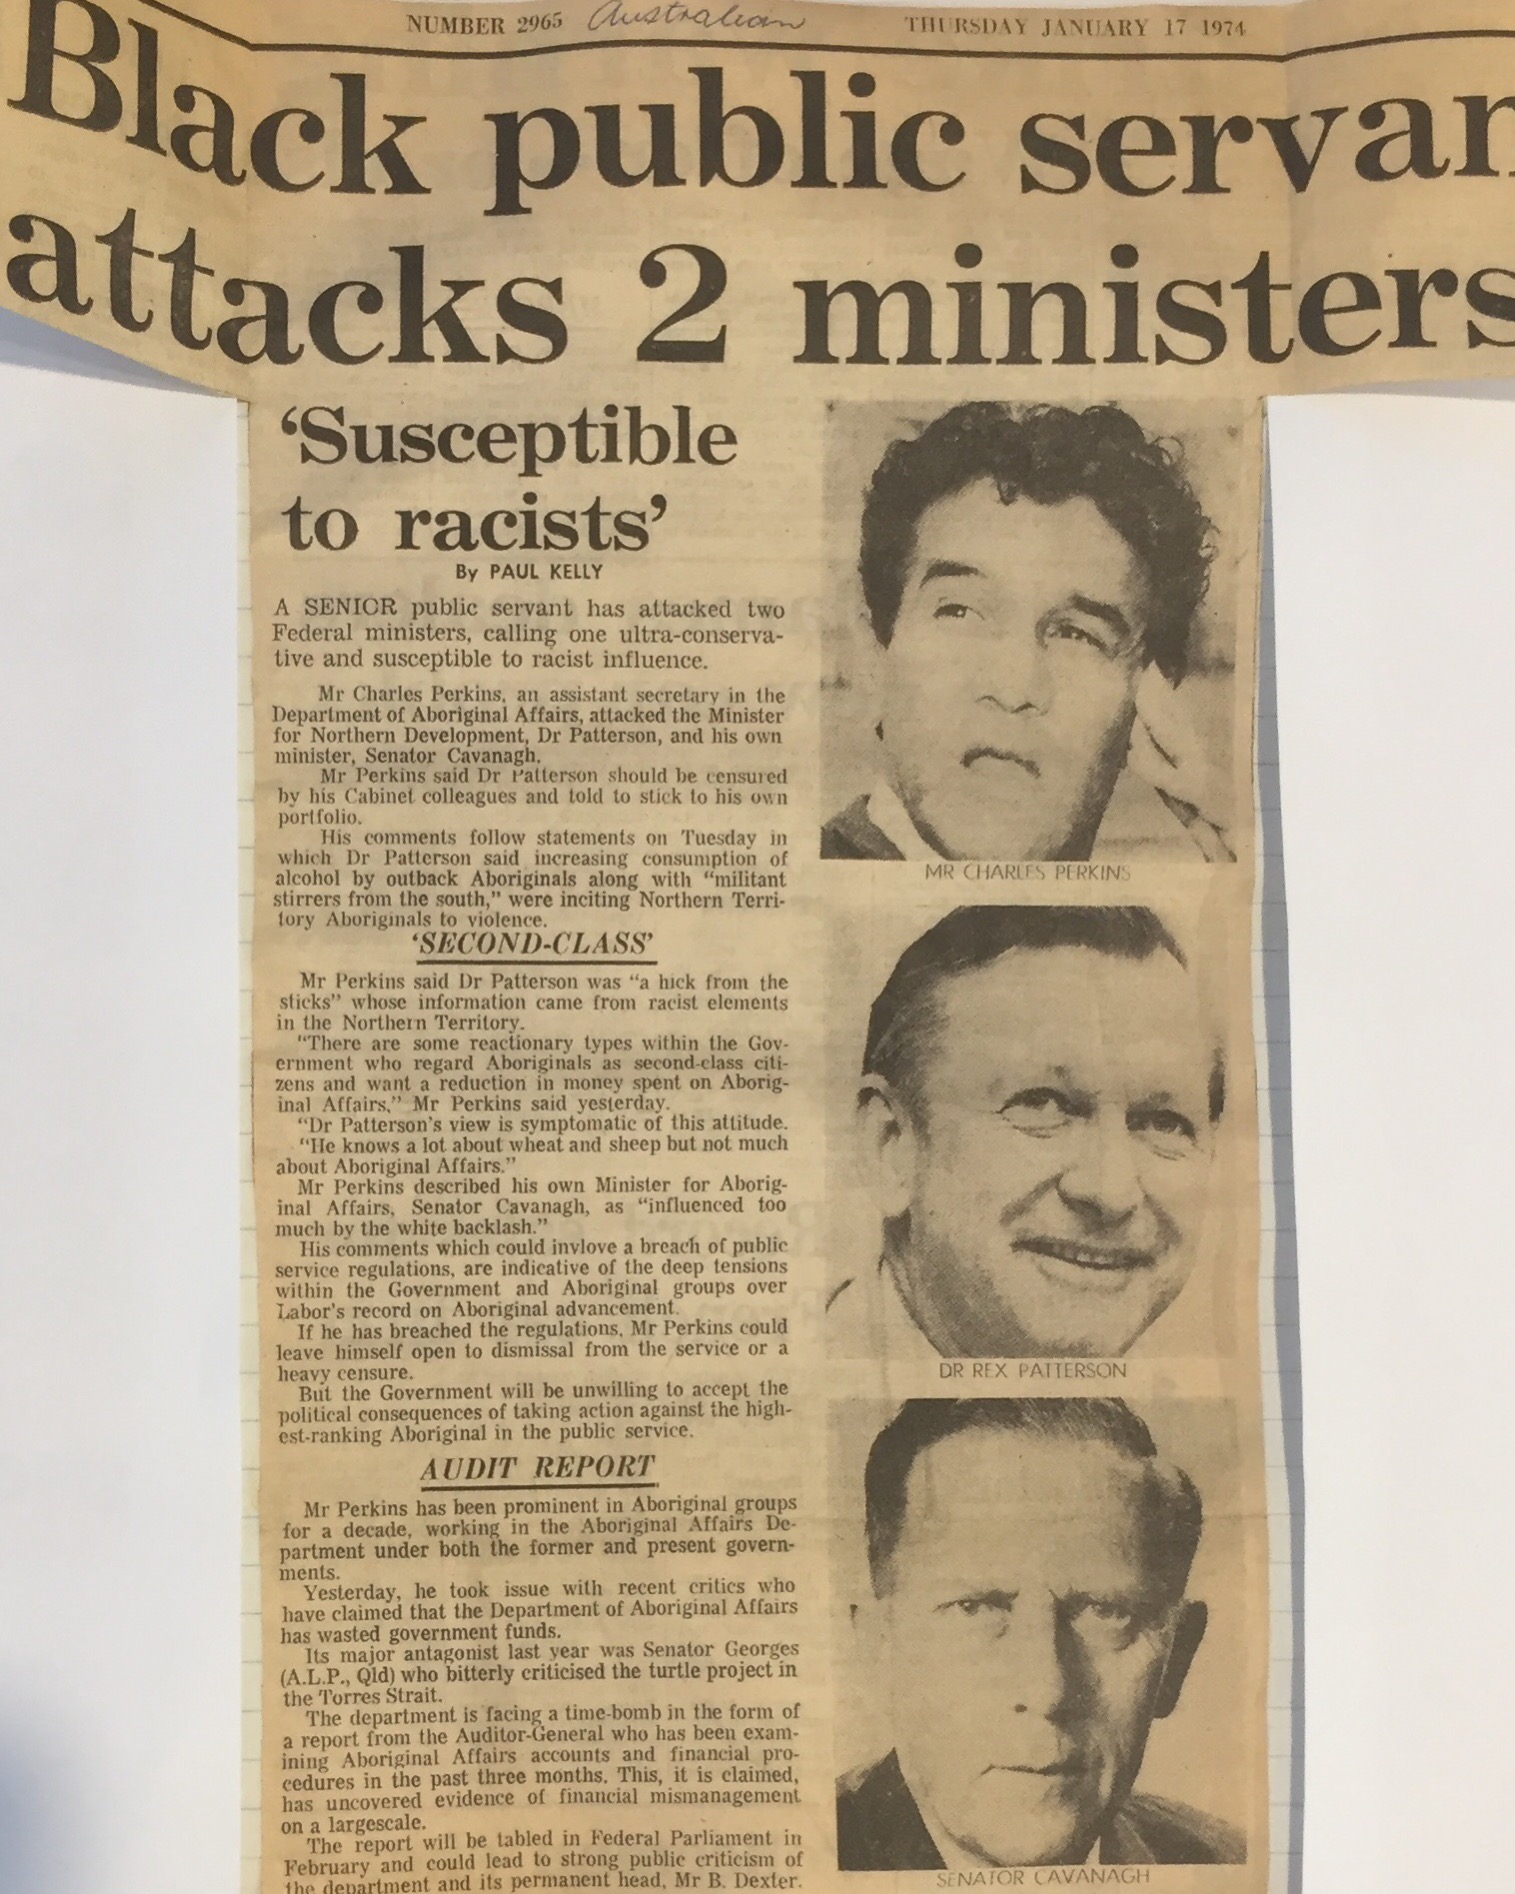 NUMBER 2965 Australian THURSDAY JANUARY 17 1974
Black public servan
attacks 2 ministers
‘Susceptible
to racists’
By PAUL KELLY
A SENIOR public servant has attacked two
Federal ministers, calling one ultra-conserva-
tive and susceptible to racist influence.
Mr Charles Perkins, an assistant secretary in the
Department of Aboriginal Affairs, attacked the Minister
for Northern Development, Dr Patterson, and his own
minister, Senator Cavanagh.
Mr Perkins said Dr Patterson should be censured
by his Cabinet colleagues and told to stick to his own
portfolio.
His comments follow statements on Tuesday in
which Dr Patterson said increasing consumption of
alcohol by outback Aboriginals along with “militant
stirrers from the south,” were inciting Northern Terri-
tory Aboriginals to violence.
‘SECOND-CLASS’
Mr Perkins said Dr Patterson was “a hick from the
sticks” whose information came from racist elements
in the Northern Territory.
“There are some reactionary types within the Gov-
ernment who regard Aboriginals as second-class citi-
zens and want a reduction in money spent on Aborig-
inal Affairs,” Mr Perkins said yesterday.
“Dr Patterson’s view is symptomatic of this attitude.
“He knows a lot about wheat and sheep but not much
about Aboriginal Affairs.”
Mr Perkins described his own Minister for Aborig-
inal Affairs, Senator Cavanagh, as “influenced too
much by the white backlash.”
His comments which could invlove a breach of public
service regulations, are indicative of the deep tensions
within the Government and Aboriginal groups over
Labor’s record on Aboriginal advancement.
If he has breached the regulations, Mr Perkins could
leave himself open to dismissal from the service or a
heavy censure.
But the Government will be unwilling to accept the
political consequences of taking action against the high-
est-ranking Aboriginal in the public service.
AUDIT REPORT
Mr Perkins has been prominent in Aboriginal groups
for a decade, working in the Aboriginal Affairs De-
partment under both the former and present govern-
ments.
Yesterday, he took issue with recent critics who
have claimed that the Department of Aboriginal Affairs
has wasted government funds.
Its major antagonist last year was Senator Georges
(A.L.P., Qld) who bitterly criticised the turtle project in
the Torres Strait.
The department is facing a time-bomb in the form of
a report from the Auditor-General who has been exam-
ining Aboriginal Affairs accounts and financial pro-
cedures in the past three months. This, it is claimed,
has uncovered evidence of financial mismanagement
on a largescale.
The report will be tabled in Federal Parliament in
February and could lead to strong public criticism of
the department and its permanent head, Mr B. Dexter.
MR CHARLES PERKINS
DR REX PATTERSON
SENATOR CAVANAGH